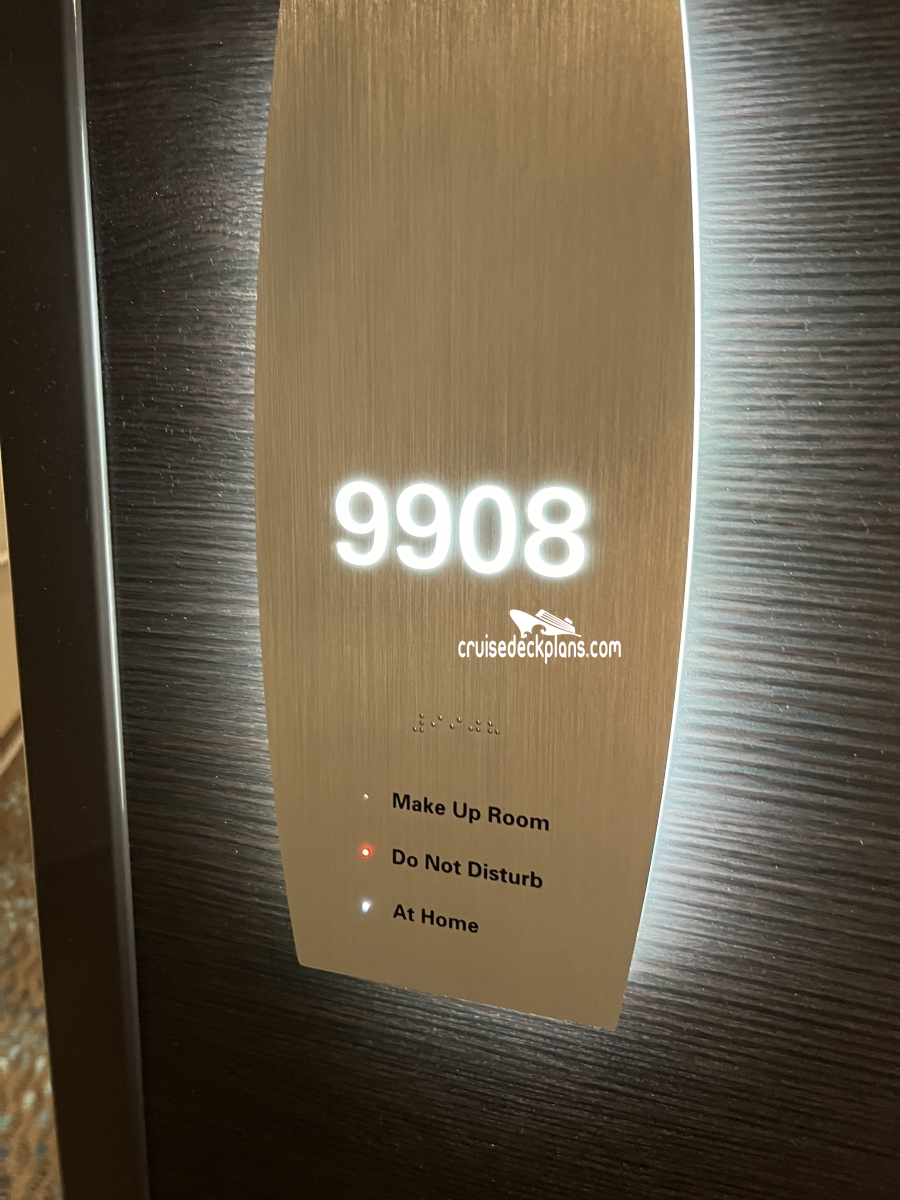 9908
cruisedeckplans.com
Make Up Room
Do Not Disturb
At Home